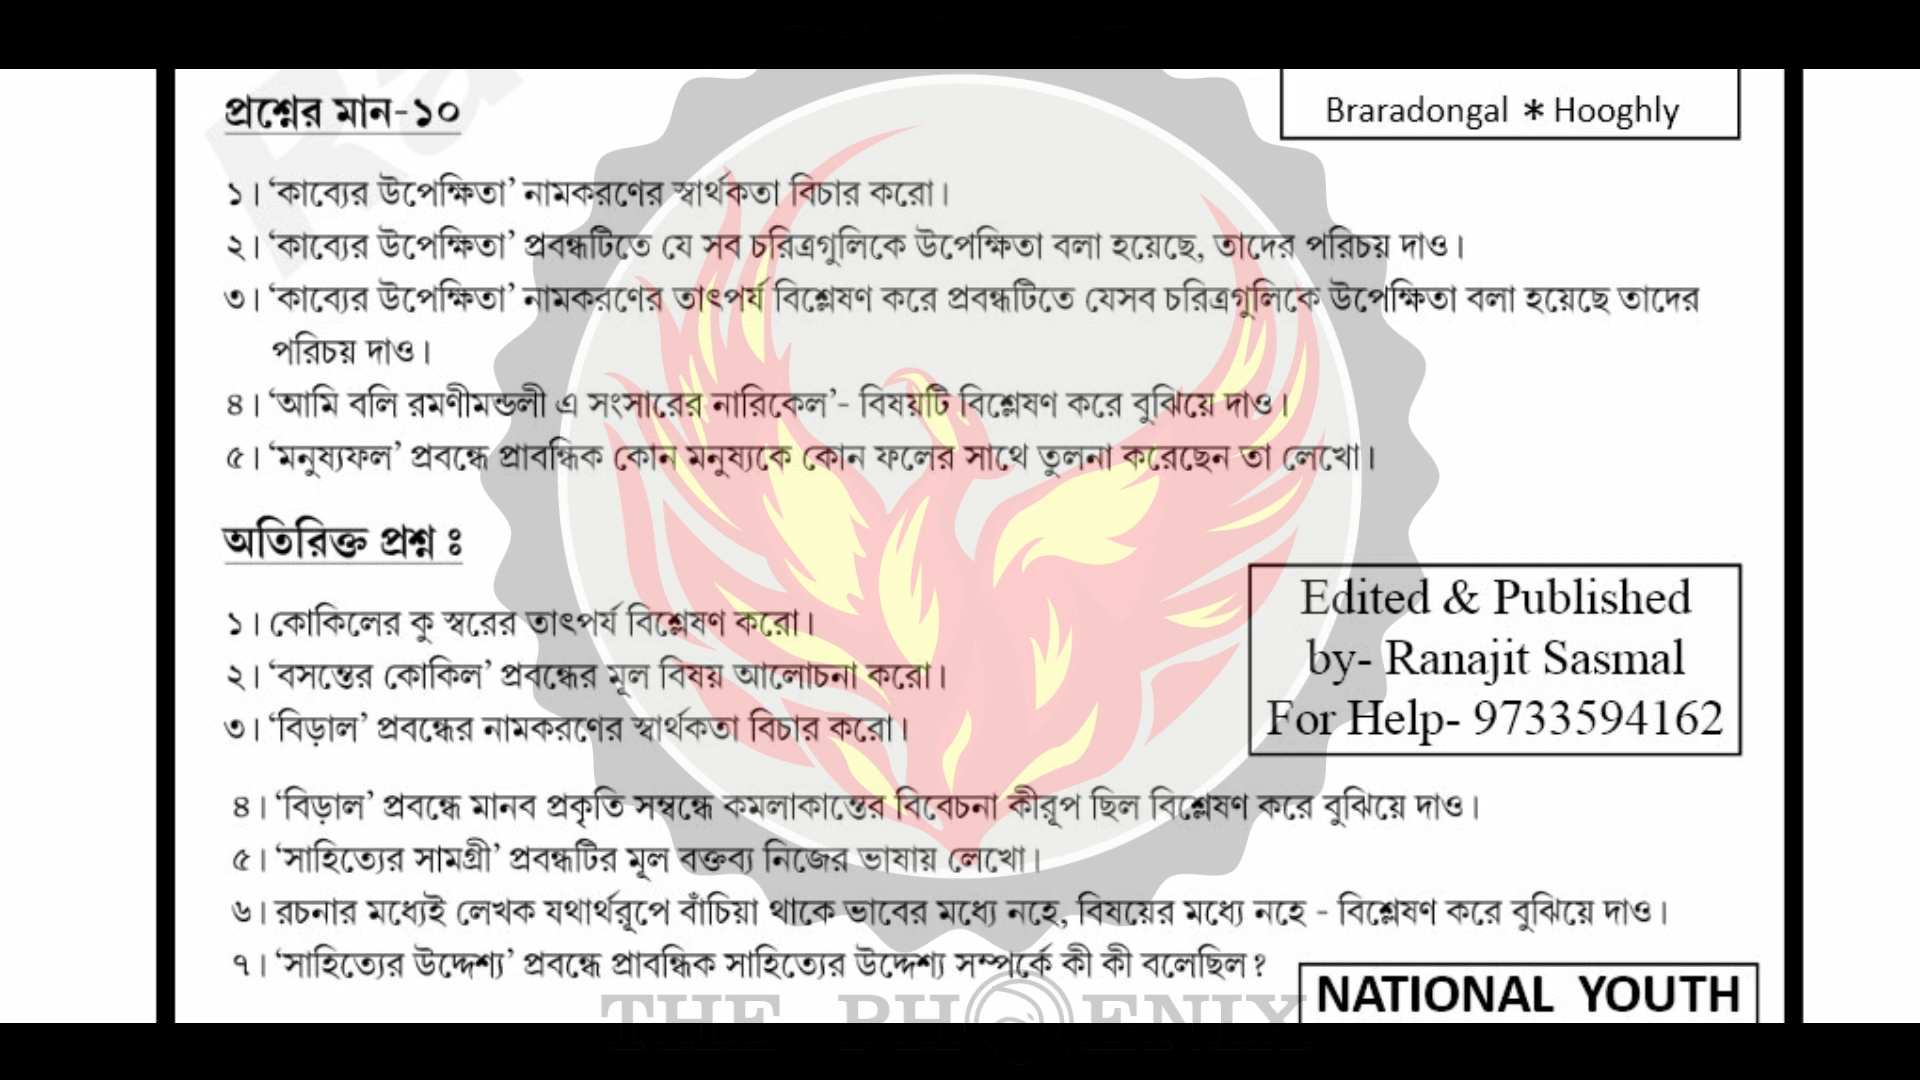 প্রশ্নের মান-১০
Braradongal * Hooghly
১। ‘কাব্যের উপেক্ষিতা’ নামকরণের স্বার্থকতা বিচার করো।
২। ‘কাব্যের উপেক্ষিতা’ প্রবন্ধটিতে যে সব চরিত্রগুলিকে উপেক্ষিতা বলা হয়েছে, তাদের পরিচয় দাও।
৩। ‘কাব্যের উপেক্ষিতা’ নামকরণের তাৎপর্য বিশ্লেষণ করে প্রবন্ধটিতে যেসব চরিত্রগুলিকে উপেক্ষিতা বলা হয়েছে তাদের
পরিচয় দাও।
৪। ‘আমি বলি রমণীমন্ডলী এ সংসারের নারিকেল’- বিষয়টি বিশ্লেষণ করে বুঝিয়ে দাও।
৫। ‘মনুষ্যফল’ প্রবন্ধে প্রাবন্ধিক কোন মনুষ্যকে কোন ফলের সাথে তুলনা করেছেন তা লেখো।
অতিরিক্ত প্রশ্ন ঃ
১। কোকিলের কু স্বরের তাৎপর্য বিশ্লেষণ করো।
২। ‘বসন্তের কোকিল’ প্রবন্ধের মূল বিষয় আলোচনা করো।
৩। ‘বিড়াল’ প্রবন্ধের নামকরণের স্বার্থকতা বিচার করো।
Edited & Published
by- Ranajit Sasmal
For Help- 9733594162
৪। ‘বিড়াল’ প্রবন্ধে মানব প্রকৃতি সম্বন্ধে কমলাকান্তের বিবেচনা কীরূপ ছিল বিশ্লেষণ করে বুঝিয়ে দাও।
৫। ‘সাহিত্যের সামগ্রী’ প্রবন্ধটির মূল বক্তব্য নিজের ভাষায় লেখো।
৬। রচনার মধ্যেই লেখক যথার্থরূপে বাঁচিয়া থাকে ভাবের মধ্যে নহে, বিষয়ের মধ্যে নহে - বিশ্লেষণ করে বুঝিয়ে দাও।
৭। ‘সাহিত্যের উদ্দেশ্য’ প্রবন্ধে প্রাবন্ধিক সাহিত্যের উদ্দেশ্য সম্পর্কে কী কী বলেছিল?
NATIONAL YOUTH
THE PHOENIX